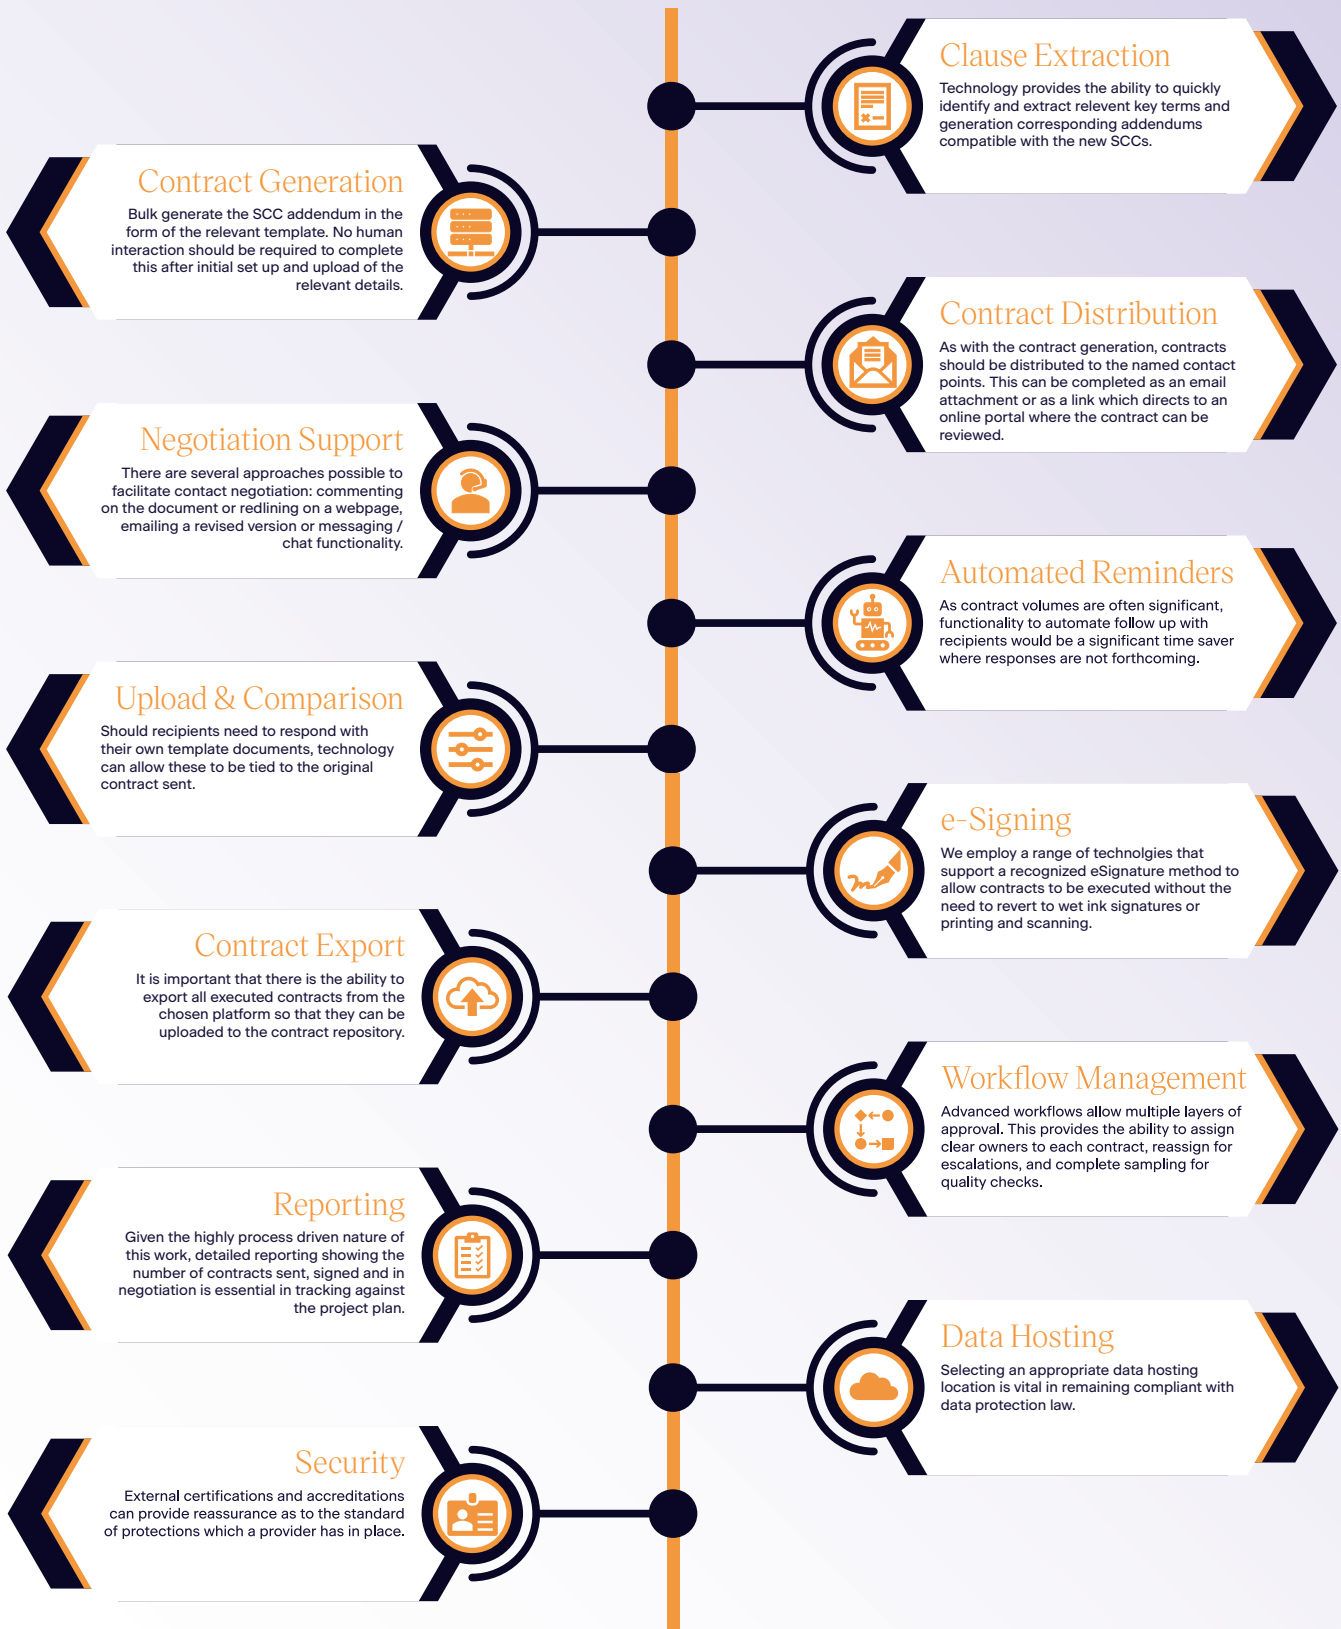 Clause Extraction
Technology provides the ability to quickly
identify and extract relevent key terms and
generation corresponding addendums
compatible with the new SCCs.
Contract Generation
Bulk generate the SCC addendum in the
form of the relevant template. No human
interaction should be required to complete
this after initial set up and upload of the
relevant details.
Contract Distribution
As with the contract generation, contracts
should be distributed to the named contact
points. This can be completed as an email
attachment or as a link which directs to an
online portal where the contract can be
reviewed.
Negotiation Support
There are several approaches possible to
facilitate contact negotiation: commenting
on the document or redlining on a webpage,
emailing a revised version or messaging /
chat functionality.
Automated Reminders
As contract volumes are often significant,
functionality to automate follow up with
recipients would be a significant time saver
where responses are not forthcoming.
Upload & Comparison
Should recipients need to respond with
their own template documents, technology
can allow these to be tied to the original
contract sent.
e-Signing
We employ a range of technolgies that
support a recognized eSignature method to
allow contracts to be executed without the
need to revert to wet ink signatures or
printing and scanning.
Contract Export
It is important that there is the ability to
export all executed contracts from the
chosen platform so that they can be
uploaded to the contract repository.
Workflow Management
Advanced workflows allow multiple layers of
approval. This provides the ability to assign
clear owners to each contract, reassign for
escalations, and complete sampling for
quality checks.
Reporting
Given the highly process driven nature of
this work, detailed reporting showing the
number of contracts sent, signed and in
negotiation is essential in tracking against
the project plan.
Data Hosting
Selecting an appropriate data hosting
location is vital in remaining compliant with
data protection law.
Security
External certifications and accreditations
can provide reassurance as to the standard
of protections which a provider has in place.